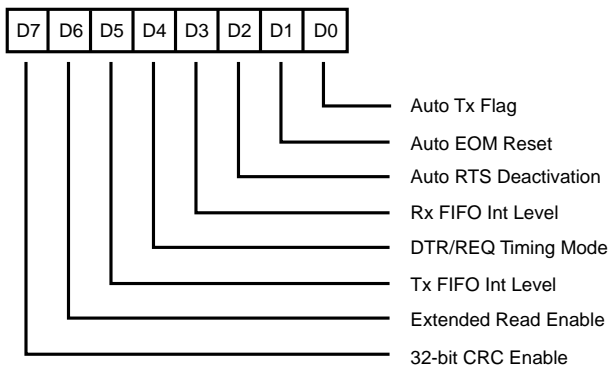 D7 D6 D5 D4 D3 D2 D1 D0
Auto Tx Flag
Auto EOM Reset
Auto RTS Deactivation
Rx FIFO Int Level
DTR/REQ Timing Mode
Tx FIFO Int Level
Extended Read Enable
32-bit CRC Enable